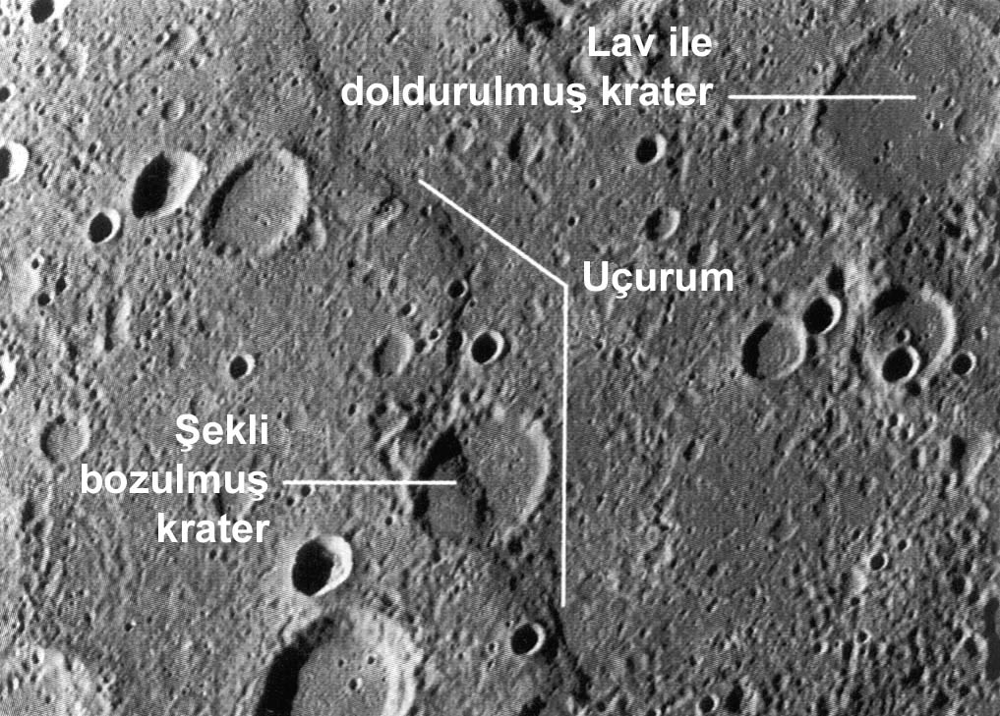 Lav ile
doldurulmuş krater
Uçurum
Şekli
bozulmuş
krater